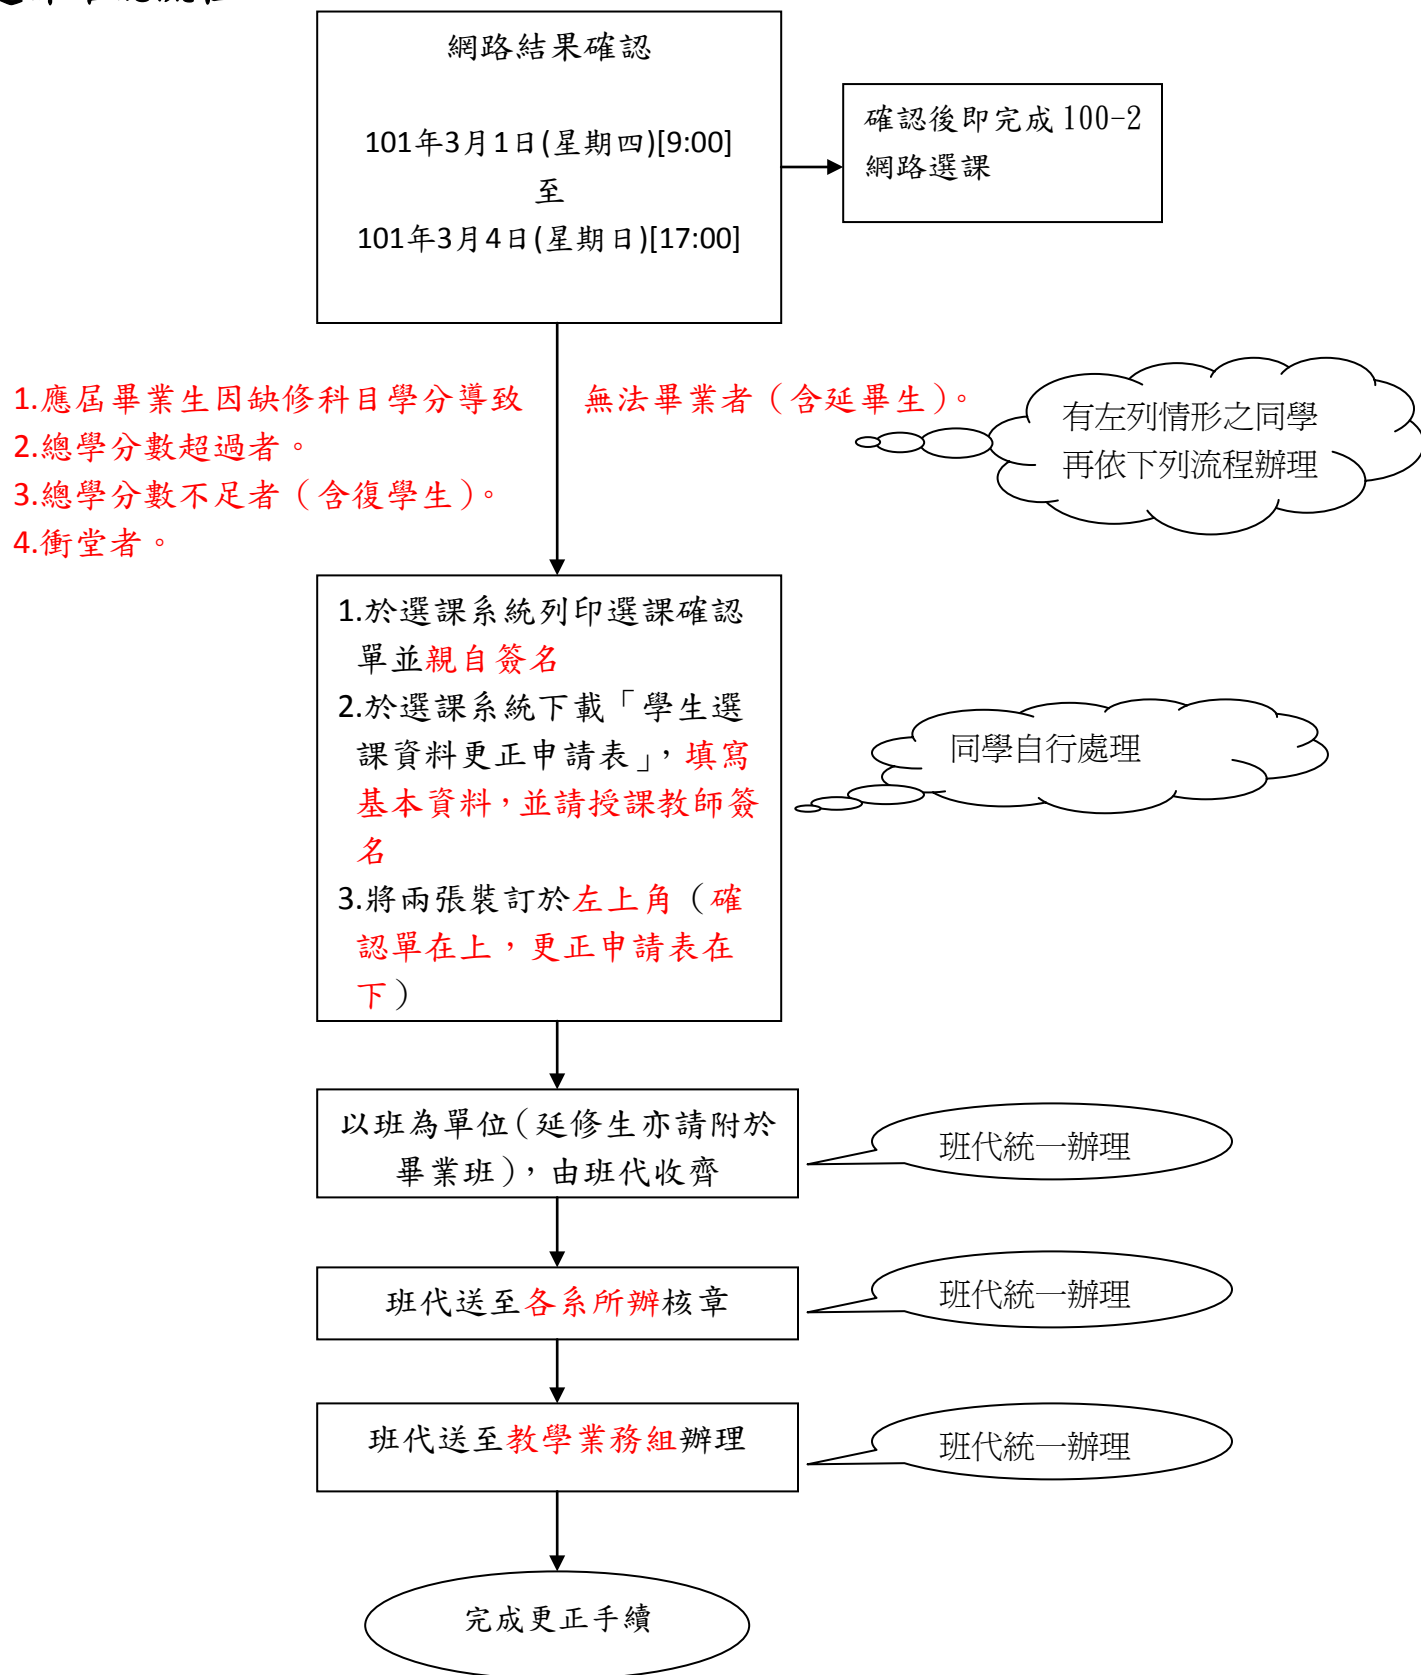 網路結果確認
101年3月1日(星期四)[9:00]
至
101年3月4日(星期日)[17:00]
確認後即完成 100-2
網路選課
1.應屆畢業生因缺修科目學分導致 無法畢業者（含延畢生）。
2.總學分數超過者。
3.總學分數不足者（含復學生）。
4.衝堂者。
有左列情形之同學
再依下列流程辦理
1.於選課系統列印選課確認
單並親自簽名
2.於選課系統下載「學生選
課資料更正申請表」，填寫
基本資料，並請授課教師簽
名
3.將兩張裝訂於左上角（確
認單在上，更正申請表在
下）
同學自行處理
以班為單位（延修生亦請附於
畢業班），由班代收齊
班代統一辦理
班代送至各系所辦核章
班代統一辦理
班代送至教學業務組辦理
班代統一辦理
完成更正手續